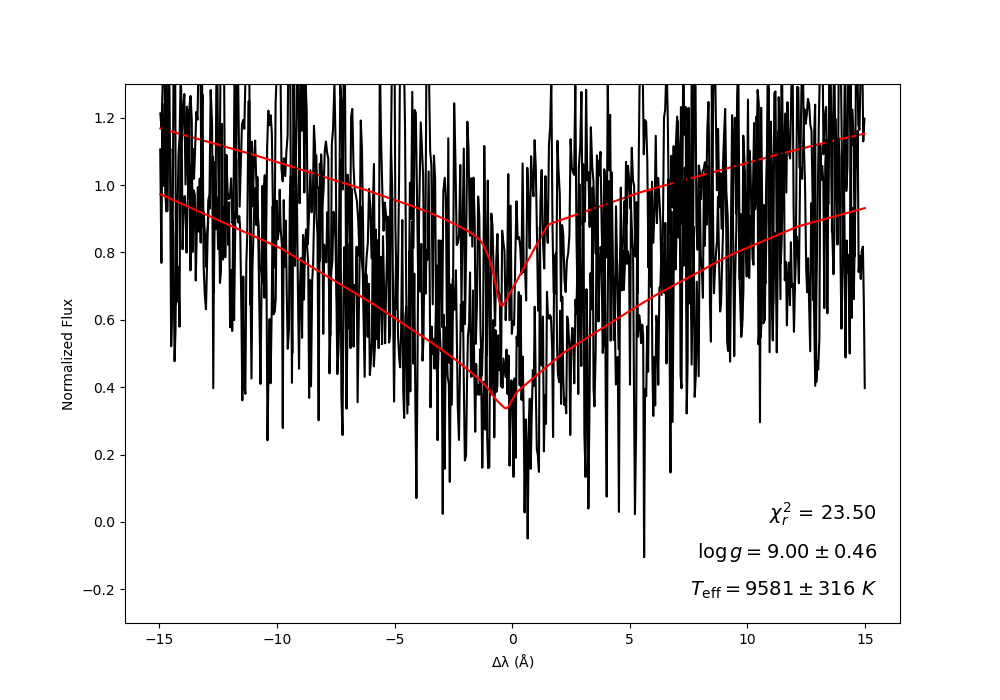 1.2
1.0
0.8
0.6
0.4
0.2
0.0
−0.2
Normalized Flux
χ²ᵣ = 23.50
log g = 9.00 ± 0.46
T_eff = 9581 ± 316 K
−15 −10 −5 0 5 10 15
Δλ (Å)